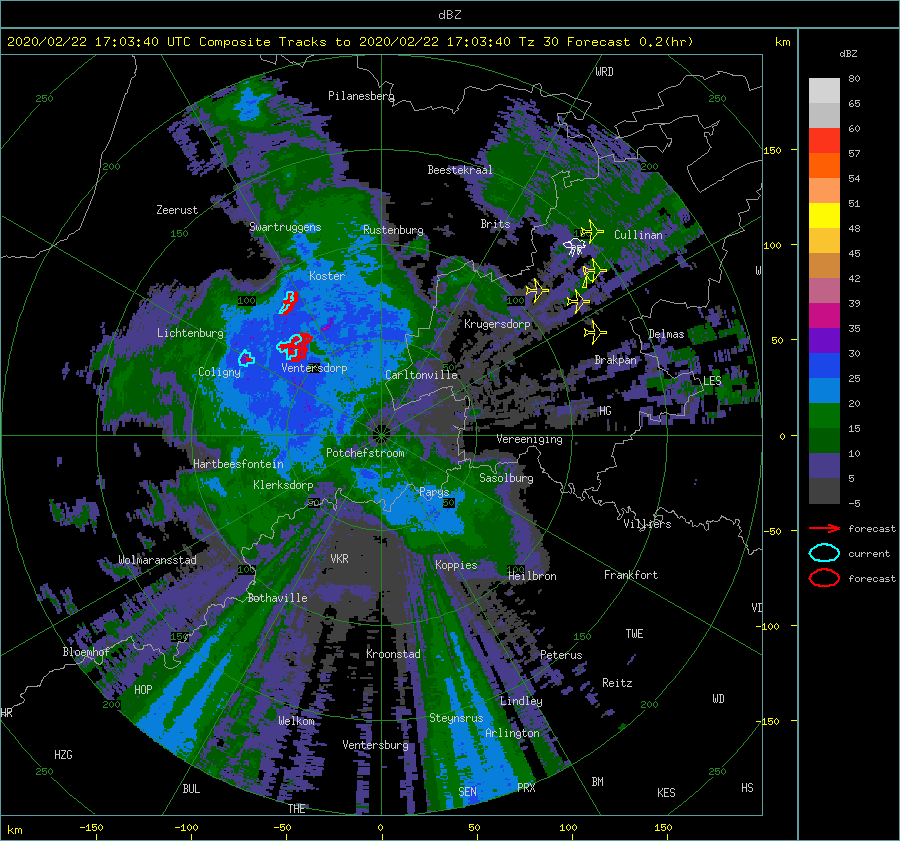 dBZ
2020/02/22 17:03:40 UTC Composite Tracks to 2020/02/22 17:03:40 Tz 30 Forecast 0.2(hr)
km
dBZ
WRD
80
250
Pilanesberg
250
65
60
150
57
200
Beestekraal
200
54
Zeerust
51
Swartruggens
Rustenburg
Brits
150
Cullinan
48
100
Koster
W
45
42
100
100
39
Lichtenburg
Krugersdorp
Delmas
36
50
30
Coligny
Ventersdorp
Carltonville
Brakpan
LES
25
HG
20
0
15
Potchefstroom
Vereeniging
Hartbeesfontein
10
Klerksdorp
Parys
Sasolburg
5
50
50
-5
Villiers
-50
forecast
Wolmaransstad
VKR
Koppies
current
100
100
Heilbron
Frankfort
forecast
Bothaville
VD
-100
150
150
TWE
Bloemhof
Kroonstad
Peterus
HOP
Reitz
200
Lindley
200
WD
HR
Welkom
Steynsrus
-150
Arlington
HZG
Ventersburg
250
250
BUL
SEN
PRX
BM
KES
HS
THE
km
-150
-100
-50
0
50
100
150